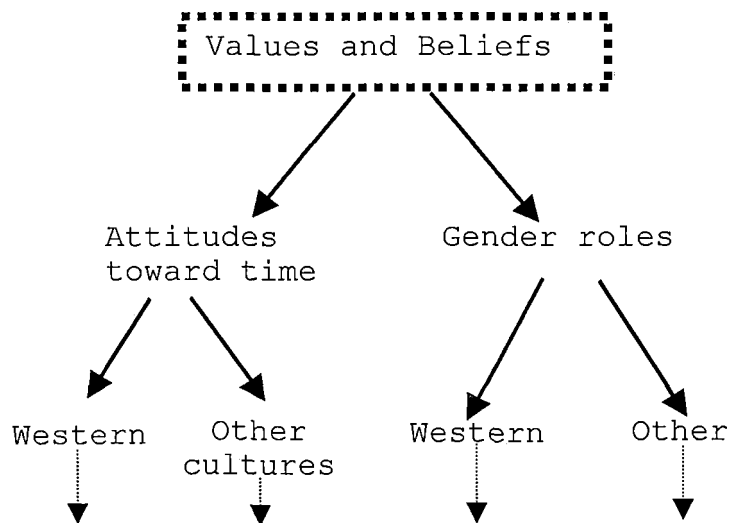 Values and Beliefs
Attitudes
toward time
Gender roles
Western
Other
cultures
Western
Other